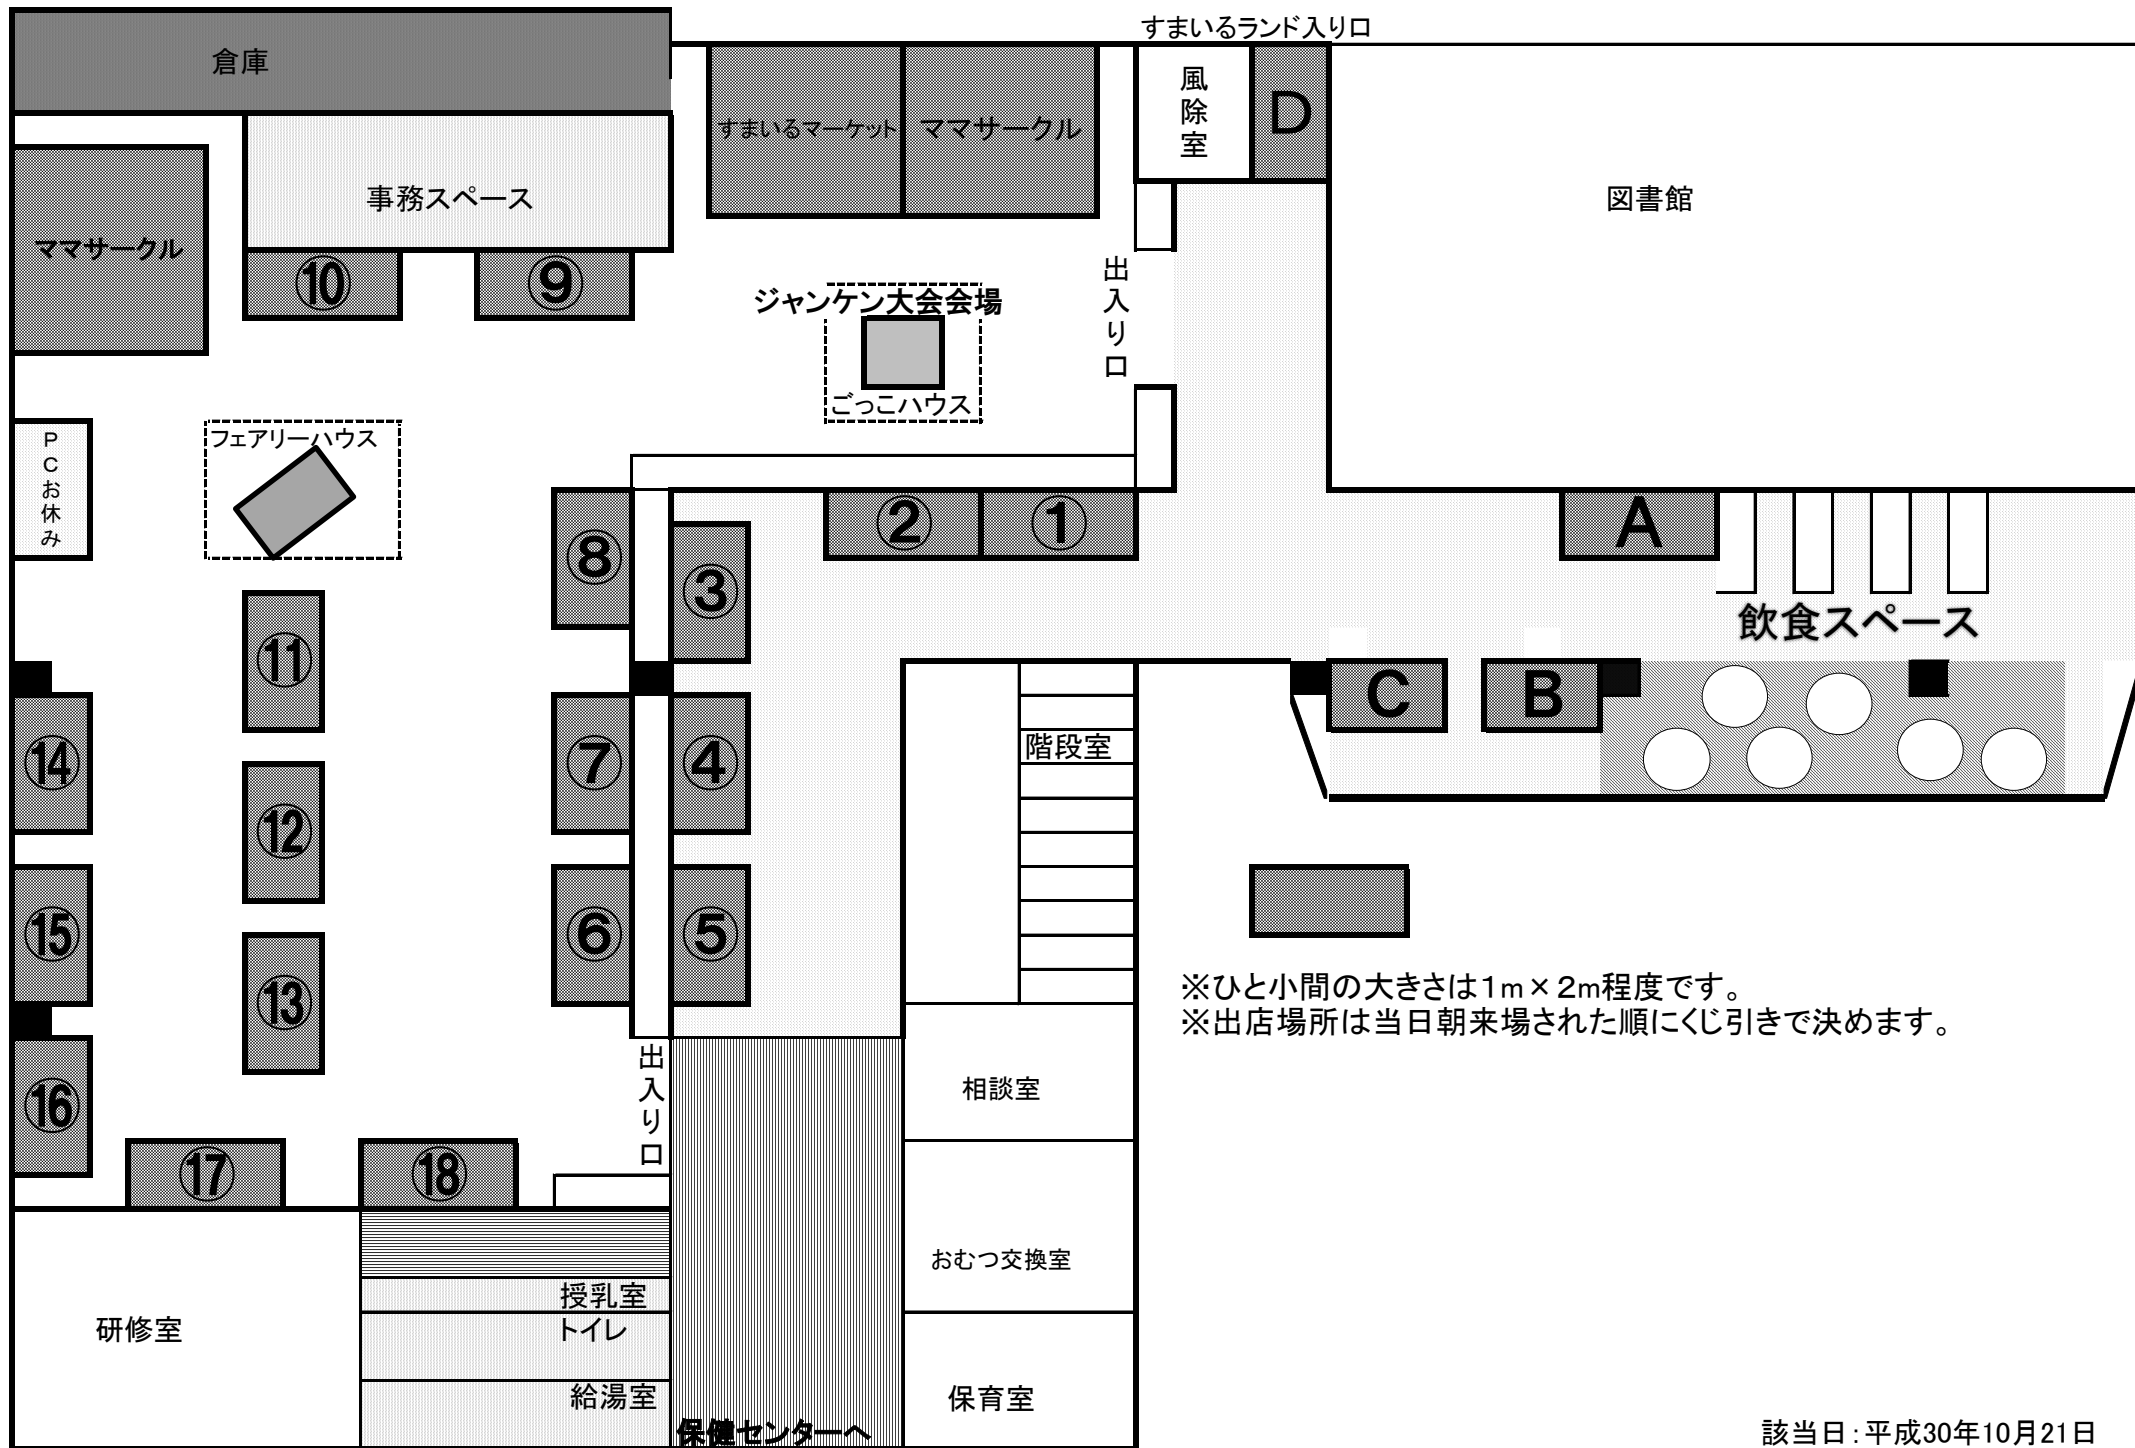 すまいるランド入り口
倉庫
風除室
D
すまいるマーケット
ママサークル
事務スペース
図書館
ママサークル
⑩
⑨
出入り口
ジャンケン大会会場
ごっこハウス
フェアリーハウス
PCお休み
⑧
②
①
A
③
飲食スペース
⑪
C
B
⑭
⑦
④
階段室
⑫
⑮
⑥
⑤
⑬
※ひと小間の大きさは1m×2m程度です。
※出店場所は当日朝来場された順にくじ引きで決めます。
出入り口
相談室
⑯
⑰
⑱
おむつ交換室
授乳室
トイレ
研修室
給湯室
保育室
保健センターへ
該当日:平成30年10月21日